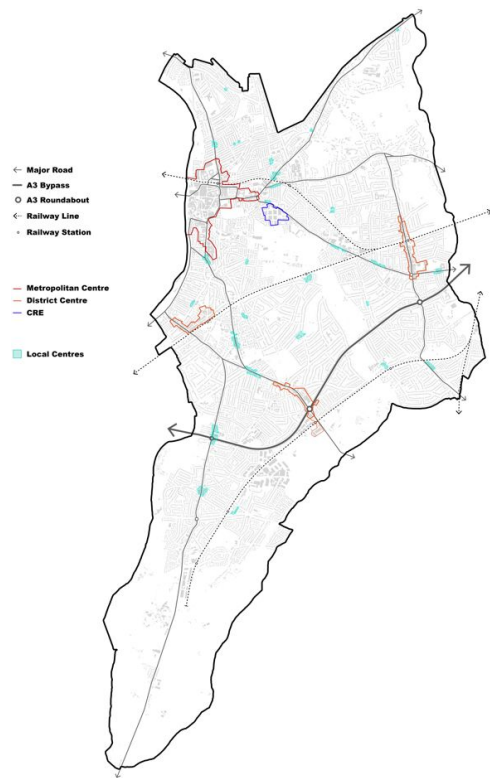 Major Road
A3 Bypass
A3 Roundabout
Railway Line
Railway Station
Metropolitan Centre
District Centre
CRE
Local Centres